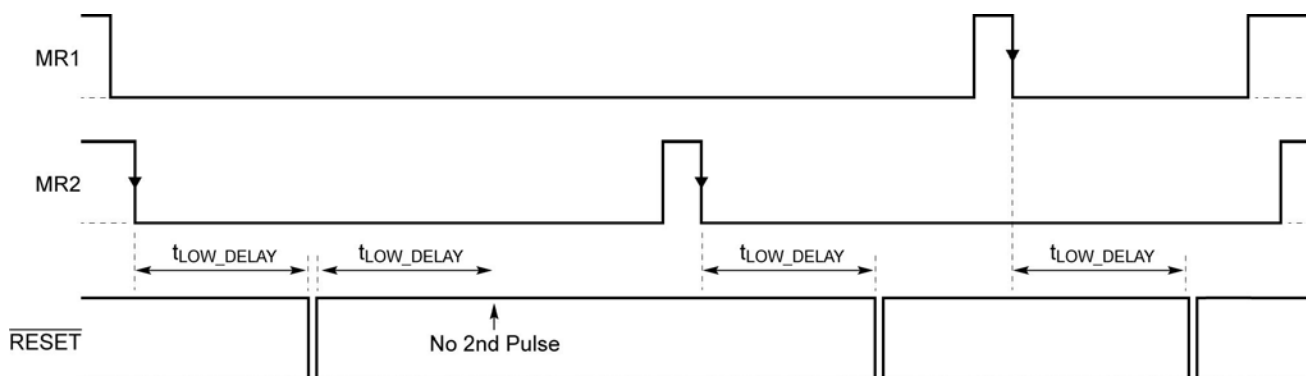 MR1
MR2
tLOW_DELAY tLOW_DELAY tLOW_DELAY tLOW_DELAY
RESET
No 2nd Pulse